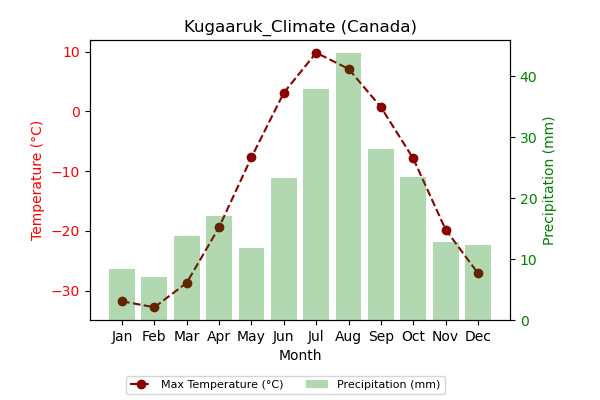 Kugaaruk_Climate (Canada)
Temperature (°C)
10
0
−10
−20
−30
Precipitation (mm)
40
30
20
10
0
Jan Feb Mar Apr May Jun Jul Aug Sep Oct Nov Dec
Month
Max Temperature (°C) Precipitation (mm)